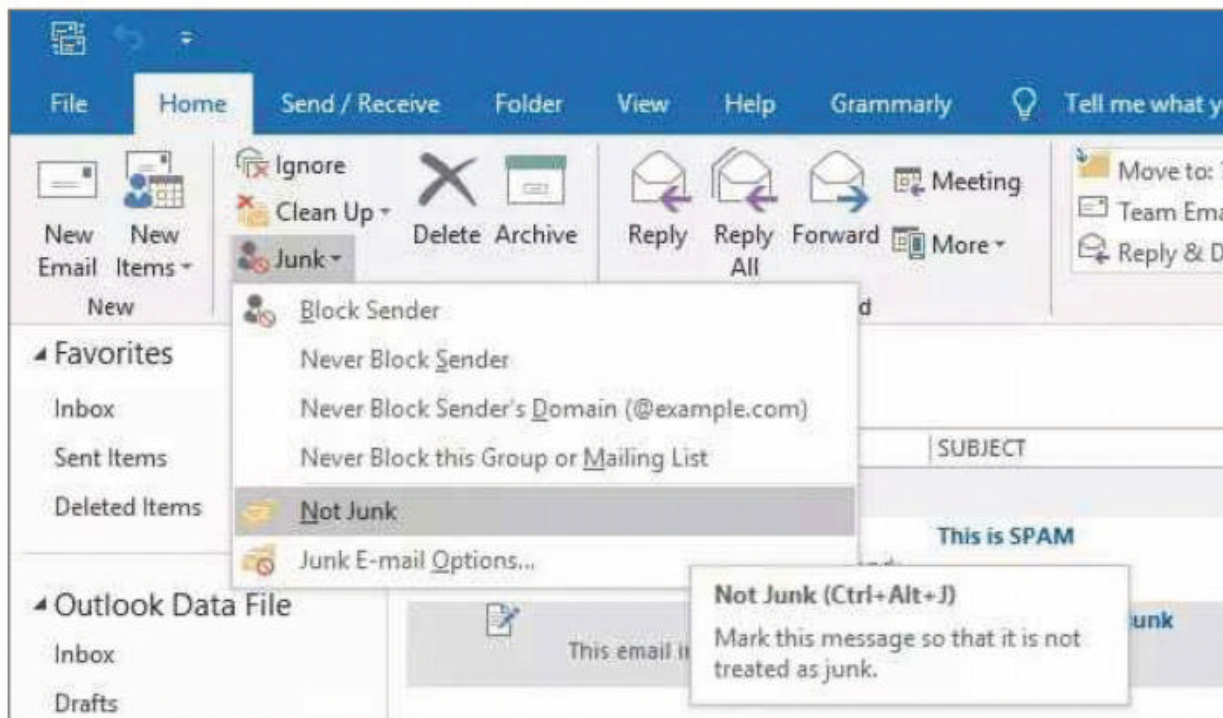 File Home Send / Receive Folder View Help Grammarly Tell me what y
Ignore
Clean Up
Junk
New Email
New Items
Delete
Archive
Reply
Reply All
Forward
Meeting
More
Move to:
Team Ema
Reply & D
New
d
Block Sender
Never Block Sender
Never Block Sender's Domain (@example.com)
Never Block this Group or Mailing List
Not Junk
Junk E-mail Options...
Favorites
Inbox
Sent Items
Deleted Items
Outlook Data File
Inbox
Drafts
SUBJECT
This is SPAM
unk
This email i
Not Junk (Ctrl+Alt+J)
Mark this message so that it is not
treated as junk.